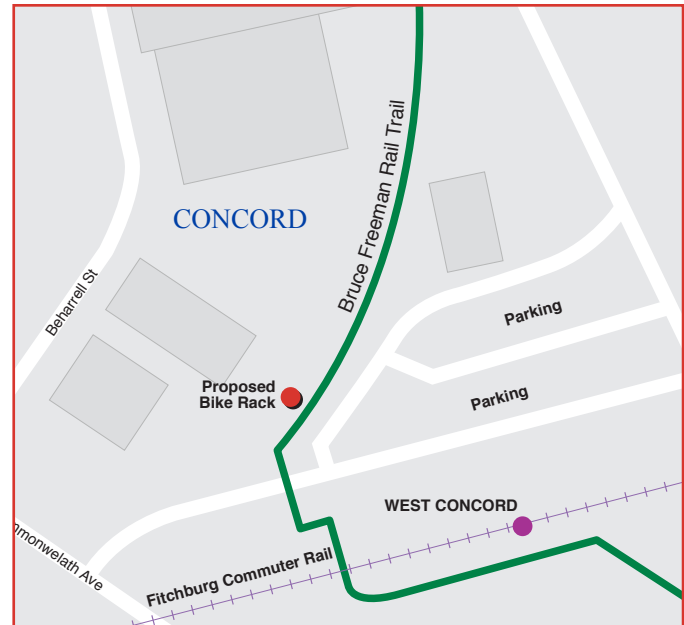 Bruce Freeman Rail Trail
CONCORD
Beharrell St
Parking
Proposed
Bike Rack
Parking
WEST CONCORD
mmonwelath Ave
Fitchburg Commuter Rail